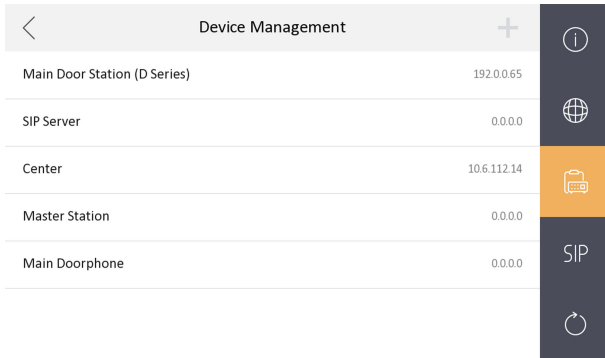 Device Management
Main Door Station (D Series) 192.0.0.65
SIP Server 0.0.0.0
Center 10.6.112.14
Master Station 0.0.0.0
Main Doorphone 0.0.0.0
SIP